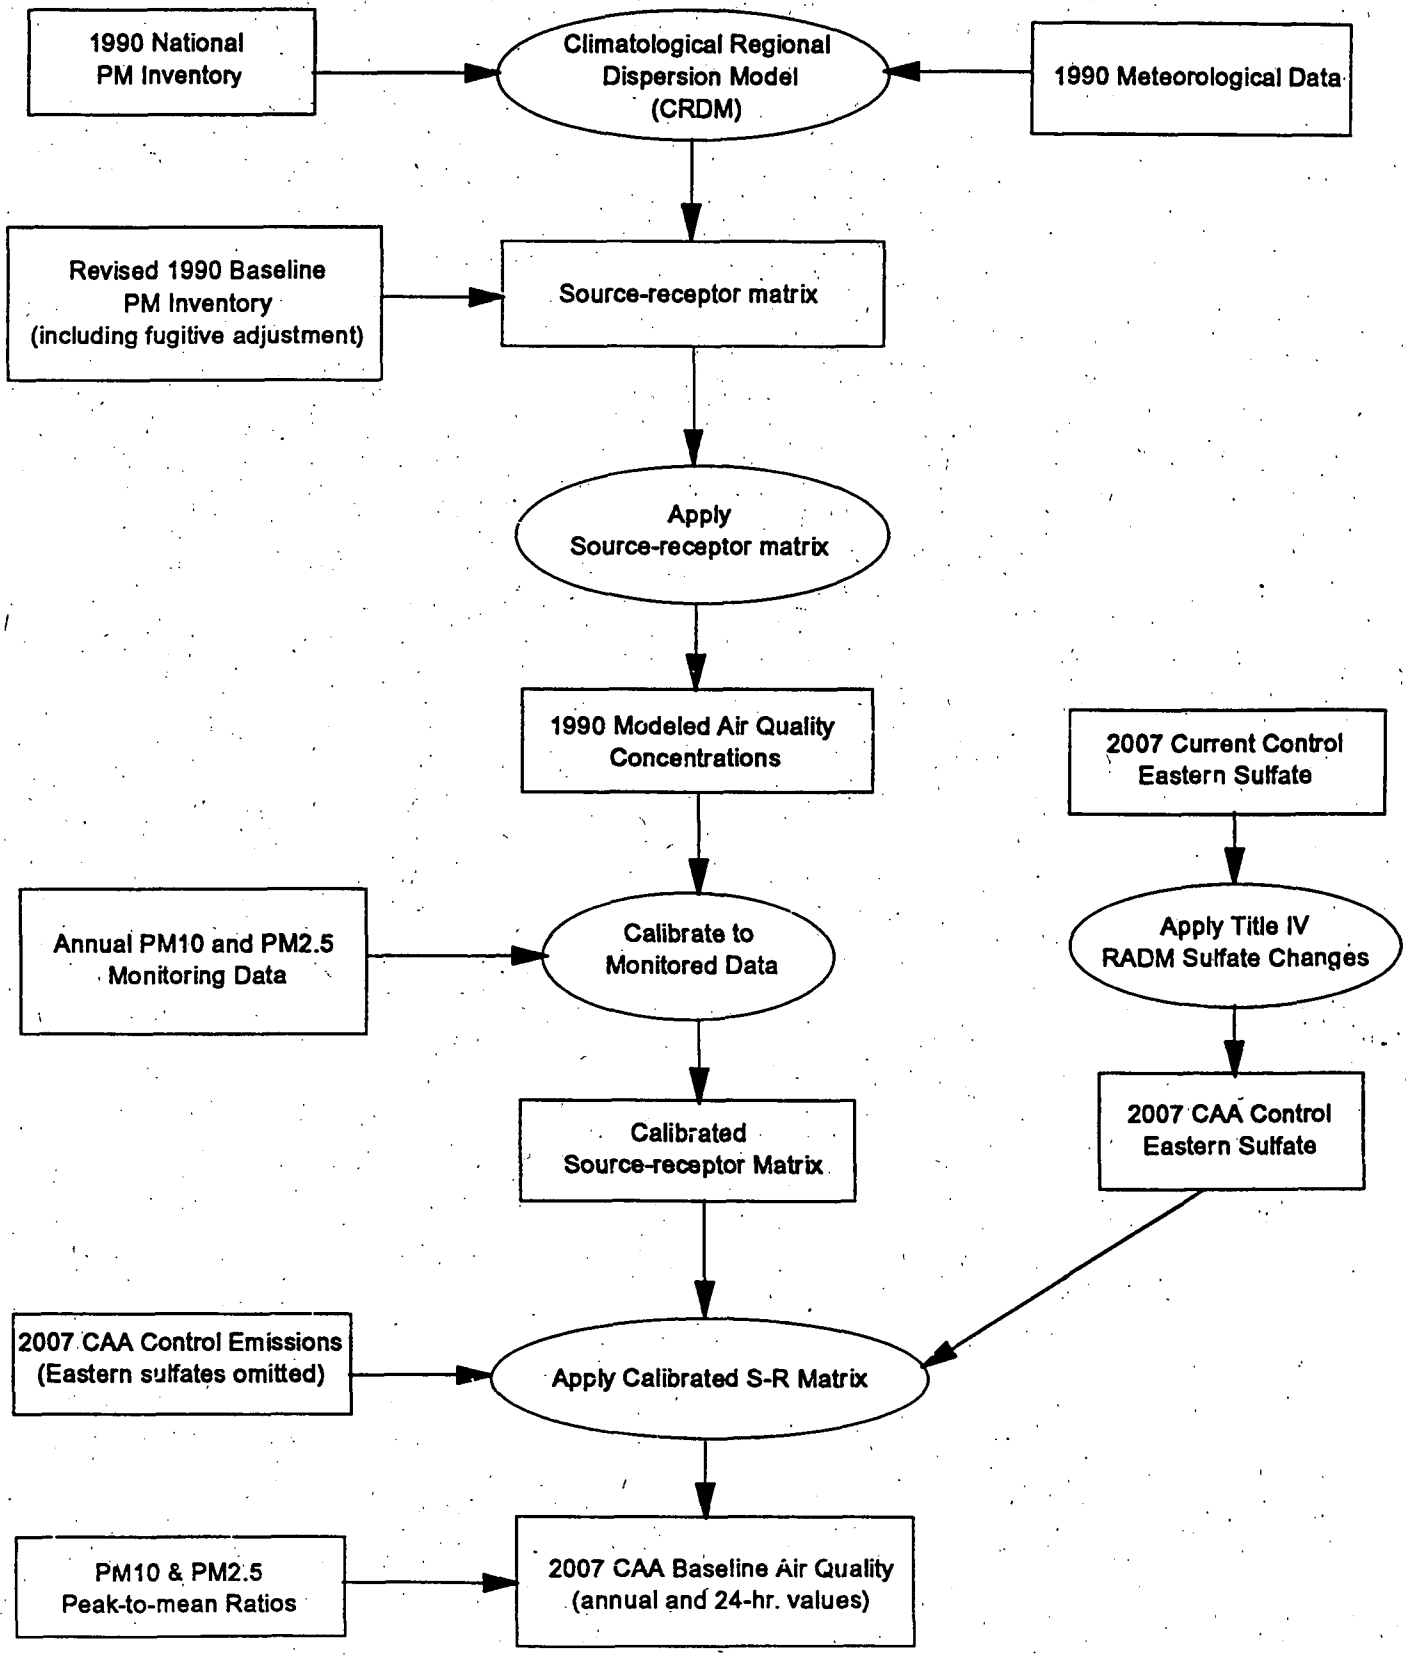 1990 National
PM Inventory
Climatological Regional
Dispersion Model
(CRDM)
1990 Meteorological Data
Revised 1990 Baseline
PM Inventory
(including fugitive adjustment)
Source-receptor matrix
Apply
Source-receptor matrix
1990 Modeled Air Quality
Concentrations
2007 Current Control
Eastern Sulfate
Annual PM10 and PM2.5
Monitoring Data
Calibrate to
Monitored Data
Apply Title IV
RADM Sulfate Changes
Calibrated
Source-receptor Matrix
2007 CAA Control
Eastern Sulfate
2007 CAA Control Emissions
(Eastern sulfates omitted)
Apply Calibrated S-R Matrix
PM10 & PM2.5
Peak-to-mean Ratios
2007 CAA Baseline Air Quality
(annual and 24-hr. values)